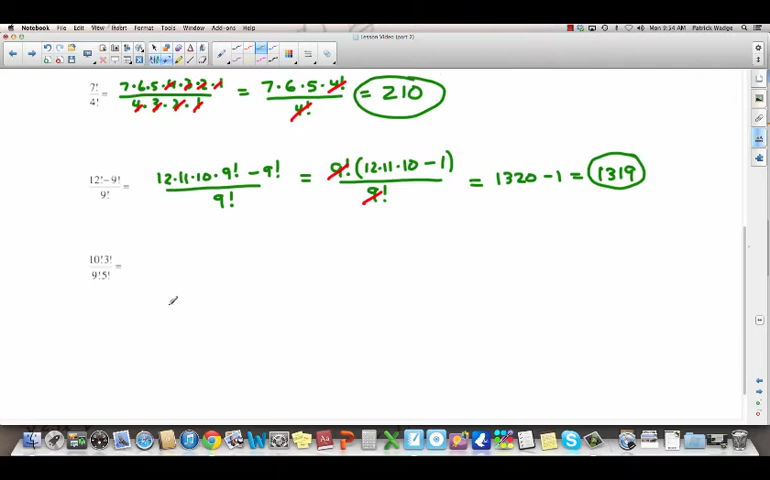 Notebook File Edit View Insert Format Tools Window Add-ons Help Mon 9:54 AM Patrick Wadge
Lesson Video (part 2)
7!/4! = 7·6·5·4·3·2·1/4·3·2·1 = 7·6·5·4!/4! = 210
12!-9!/9! = 12·11·10·9! - 9!/9! = 9!(12·11·10 - 1)/9! = 1320 - 1 = 1319
10!3!/9!5! =